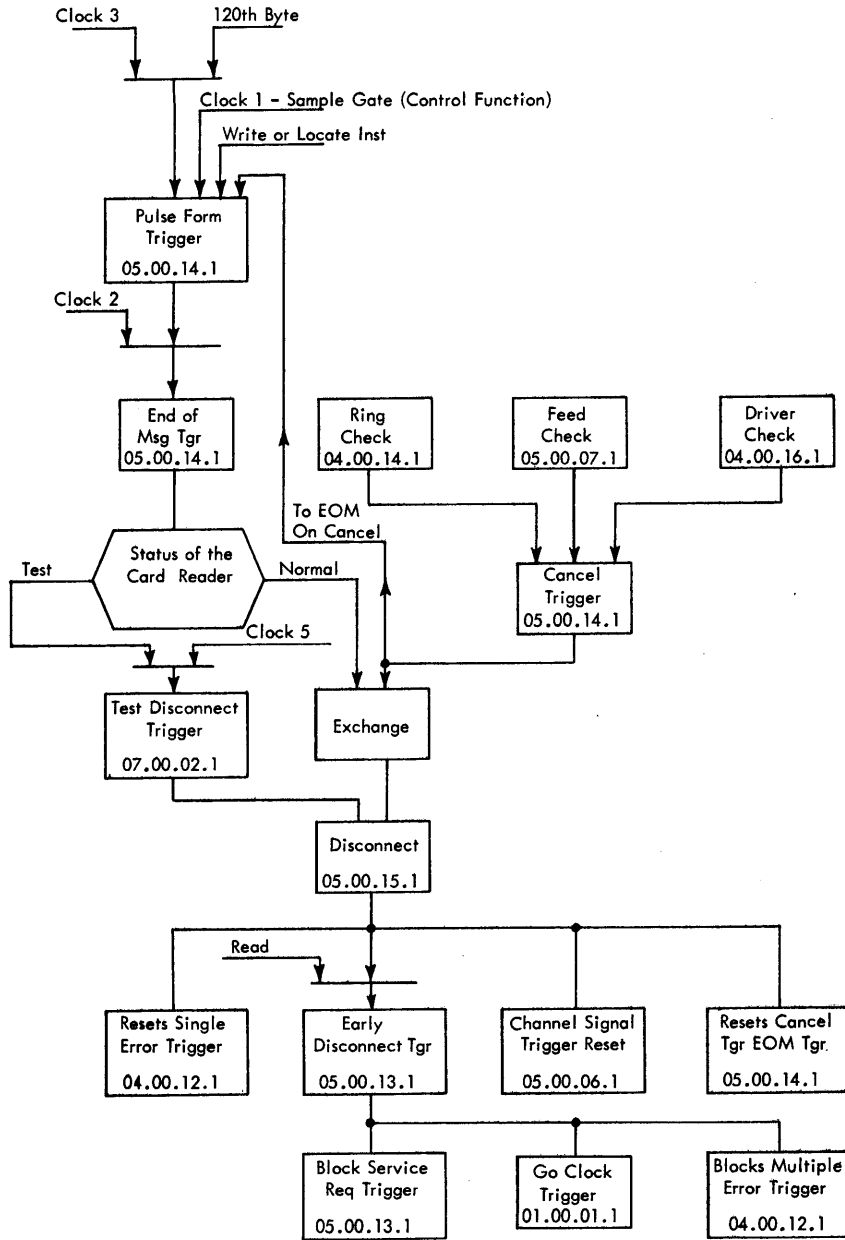 Clock 3
120th Byte
Clock 1 - Sample Gate (Control Function)
Write or Locate Inst
Pulse Form
Trigger
05.00.14.1
Clock 2
End of
Msg Tgr
05.00.14.1
Ring
Check
04.00.14.1
Feed
Check
05.00.07.1
Driver
Check
04.00.16.1
To EOM
On Cancel
Test
Status of the
Card Reader
Normal
Cancel
Trigger
05.00.14.1
Clock 5
Test Disconnect
Trigger
07.00.02.1
Exchange
Disconnect
05.00.15.1
Read
Resets Single
Error Trigger
04.00.12.1
Early
Disconnect Tgr
05.00.13.1
Channel Signal
Trigger Reset
05.00.06.1
Resets Cancel
Tgr EOM Tgr.
05.00.14.1
Block Service
Req Trigger
05.00.13.1
Go Clock
Trigger
01.00.01.1
Blocks Multiple
Error Trigger
04.00.12.1